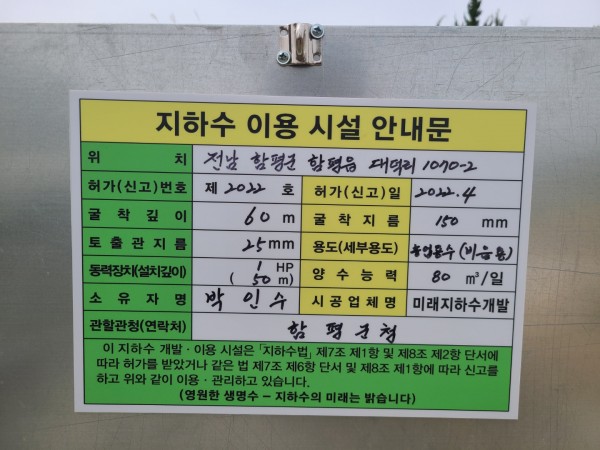 지하수 이용 시설 안내문
위 치 전남 함평군 함평읍 대덕리 1070-2
허가(신고)번호 제 2022 호 허가(신고)일 2022.4
굴착깊이 60 m 굴착지름 150 mm
토출관지름 25 mm 용도(세부용도) 농업용수(비음용)
동력장치(설치깊이) 1 HP ( 50 m) 양수능력 80 ㎥/일
소유자명 박인수 시공업체명 미래지하수개발
관할관청(연락처) 함평군청
이 지하수 개발·이용 시설은 「지하수법」 제7조 제1항 및 제8조 제2항 단서에
따라 허가를 받았거나 같은 법 제7조 제6항 단서 및 제8조 제1항에 따라 신고를
하고 위와 같이 이용·관리하고 있습니다.
(영원한 생명수 – 지하수의 미래는 밝습니다)